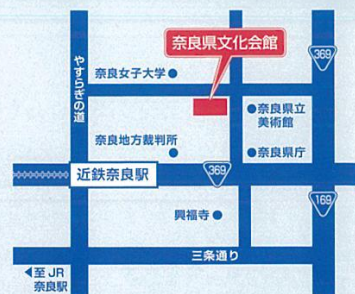 奈良県文化会館
369
やすらぎの道
奈良女子大学
奈良県立
美術館
奈良地方裁判所
奈良県庁
近鉄奈良駅
369
169
興福寺
三条通り
至JR
奈良駅